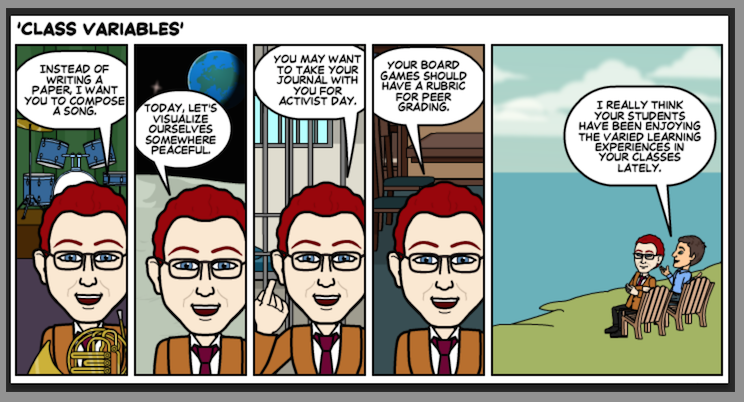 'CLASS VARIABLES'
INSTEAD OF
WRITING A
PAPER, I WANT
YOU TO COMPOSE
A SONG.
TODAY, LET'S
VISUALIZE
OURSELVES
SOMEWHERE
PEACEFUL.
YOU MAY WANT
TO TAKE YOUR
JOURNAL WITH
YOU FOR
ACTIVIST DAY.
YOUR BOARD
GAMES SHOULD
HAVE A RUBRIC
FOR PEER
GRADING.
I REALLY THINK
YOUR STUDENTS
HAVE BEEN ENJOYING
THE VARIED LEARNING
EXPERIENCES IN
YOUR CLASSES
LATELY.